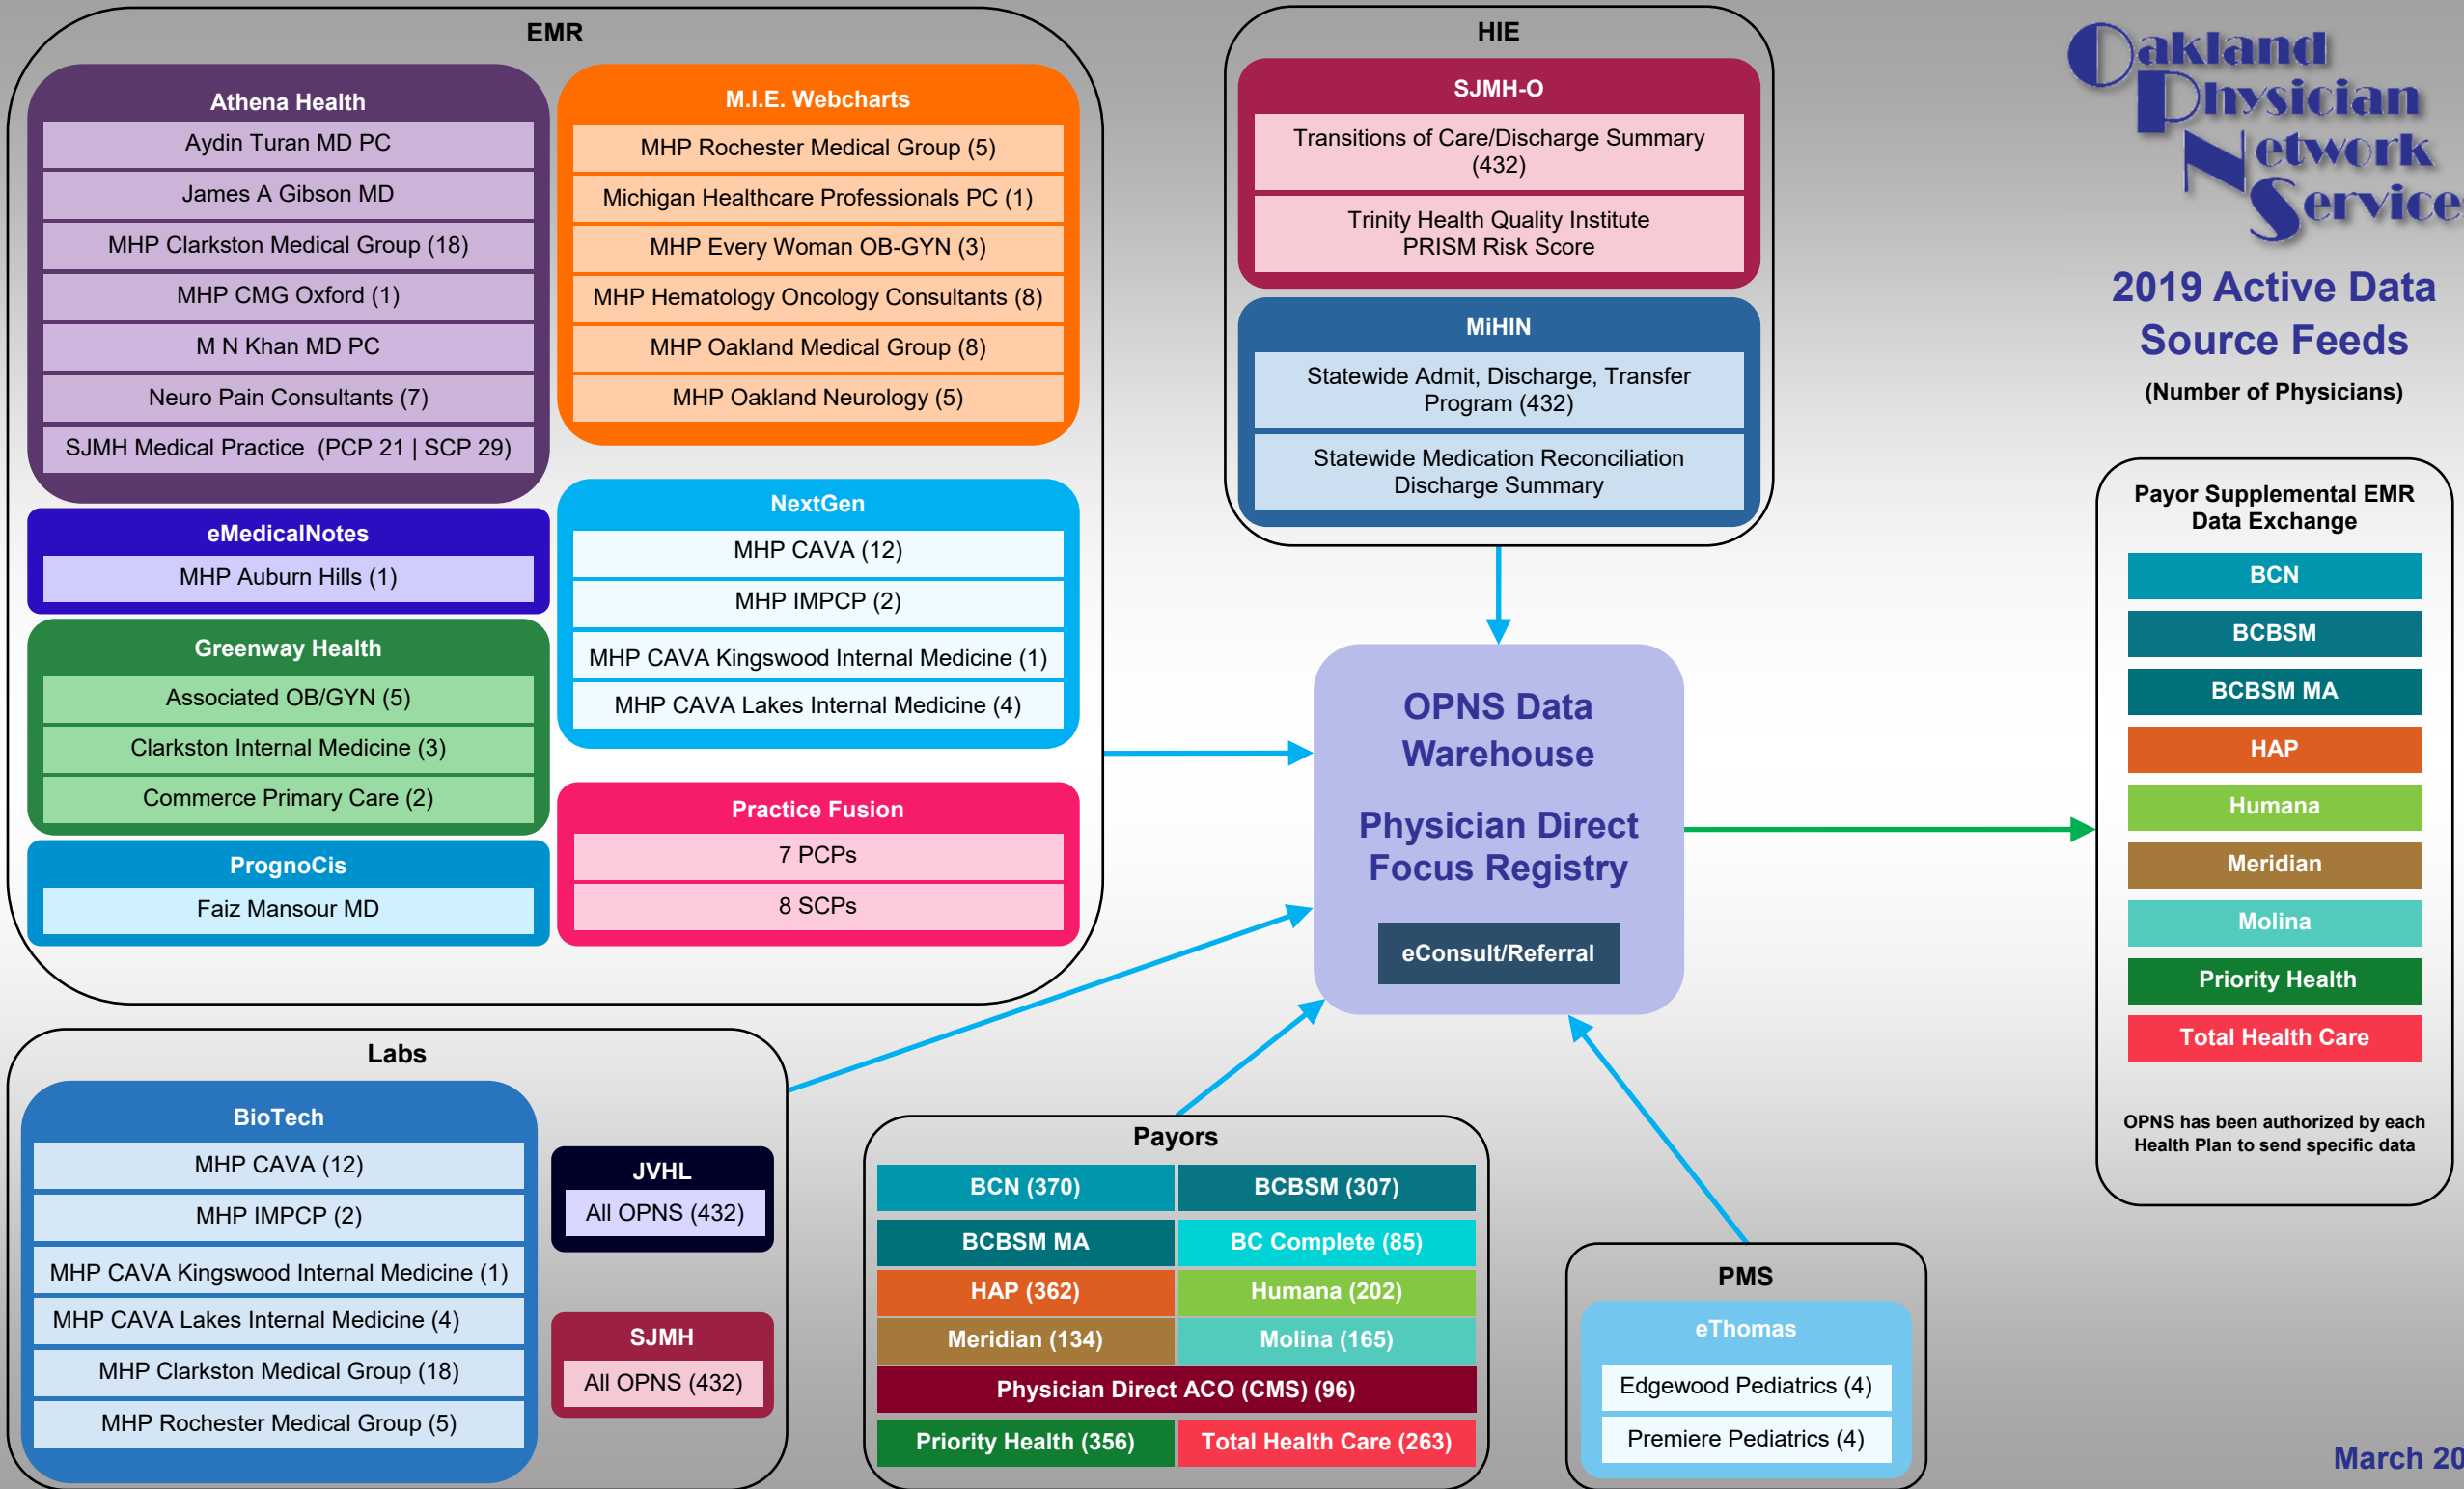 EMR
Athena Health
Aydin Turan MD PC
James A Gibson MD
MHP Clarkston Medical Group (18)
MHP CMG Oxford (1)
M N Khan MD PC
Neuro Pain Consultants (7)
SJMH Medical Practice (PCP 21 | SCP 29)
eMedicalNotes
MHP Auburn Hills (1)
Greenway Health
Associated OB/GYN (5)
Clarkston Internal Medicine (3)
Commerce Primary Care (2)
PrognoCis
Faiz Mansour MD
M.I.E. Webcharts
MHP Rochester Medical Group (5)
Michigan Healthcare Professionals PC (1)
MHP Every Woman OB-GYN (3)
MHP Hematology Oncology Consultants (8)
MHP Oakland Medical Group (8)
MHP Oakland Neurology (5)
NextGen
MHP CAVA (12)
MHP IMPCP (2)
MHP CAVA Kingswood Internal Medicine (1)
MHP CAVA Lakes Internal Medicine (4)
Practice Fusion
7 PCPs
8 SCPs
HIE
SJMH-O
Transitions of Care/Discharge Summary
(432)
Trinity Health Quality Institute
PRISM Risk Score
MiHIN
Statewide Admit, Discharge, Transfer
Program (432)
Statewide Medication Reconciliation
Discharge Summary
Oakland
Physician
Network
Services
2019 Active Data
Source Feeds
(Number of Physicians)
OPNS Data
Warehouse
Physician Direct
Focus Registry
eConsult/Referral
Payor Supplemental EMR
Data Exchange
BCN
BCBSM
BCBSM MA
HAP
Humana
Meridian
Molina
Priority Health
Total Health Care
OPNS has been authorized by each
Health Plan to send specific data
Labs
BioTech
MHP CAVA (12)
MHP IMPCP (2)
MHP CAVA Kingswood Internal Medicine (1)
MHP CAVA Lakes Internal Medicine (4)
MHP Clarkston Medical Group (18)
MHP Rochester Medical Group (5)
JVHL
All OPNS (432)
SJMH
All OPNS (432)
Payors
BCN (370)
BCBSM (307)
BCBSM MA
BC Complete (85)
HAP (362)
Humana (202)
Meridian (134)
Molina (165)
Physician Direct ACO (CMS) (96)
Priority Health (356)
Total Health Care (263)
PMS
eThomas
Edgewood Pediatrics (4)
Premiere Pediatrics (4)
March 20